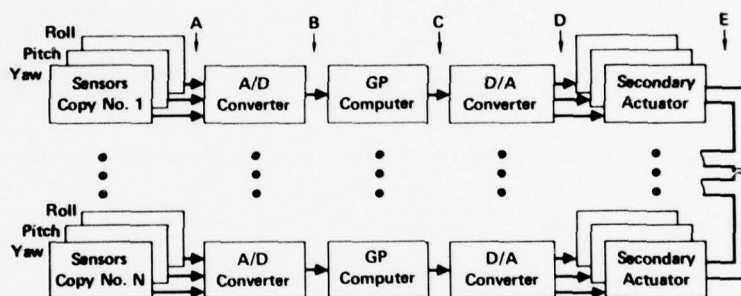 A B C D E
Roll
Pitch
Yaw
Sensors
Copy No. 1
A/D
Converter
GP
Computer
D/A
Converter
Secondary
Actuator
Roll
Pitch
Yaw
Sensors
Copy No. N
A/D
Converter
GP
Computer
D/A
Converter
Secondary
Actuator